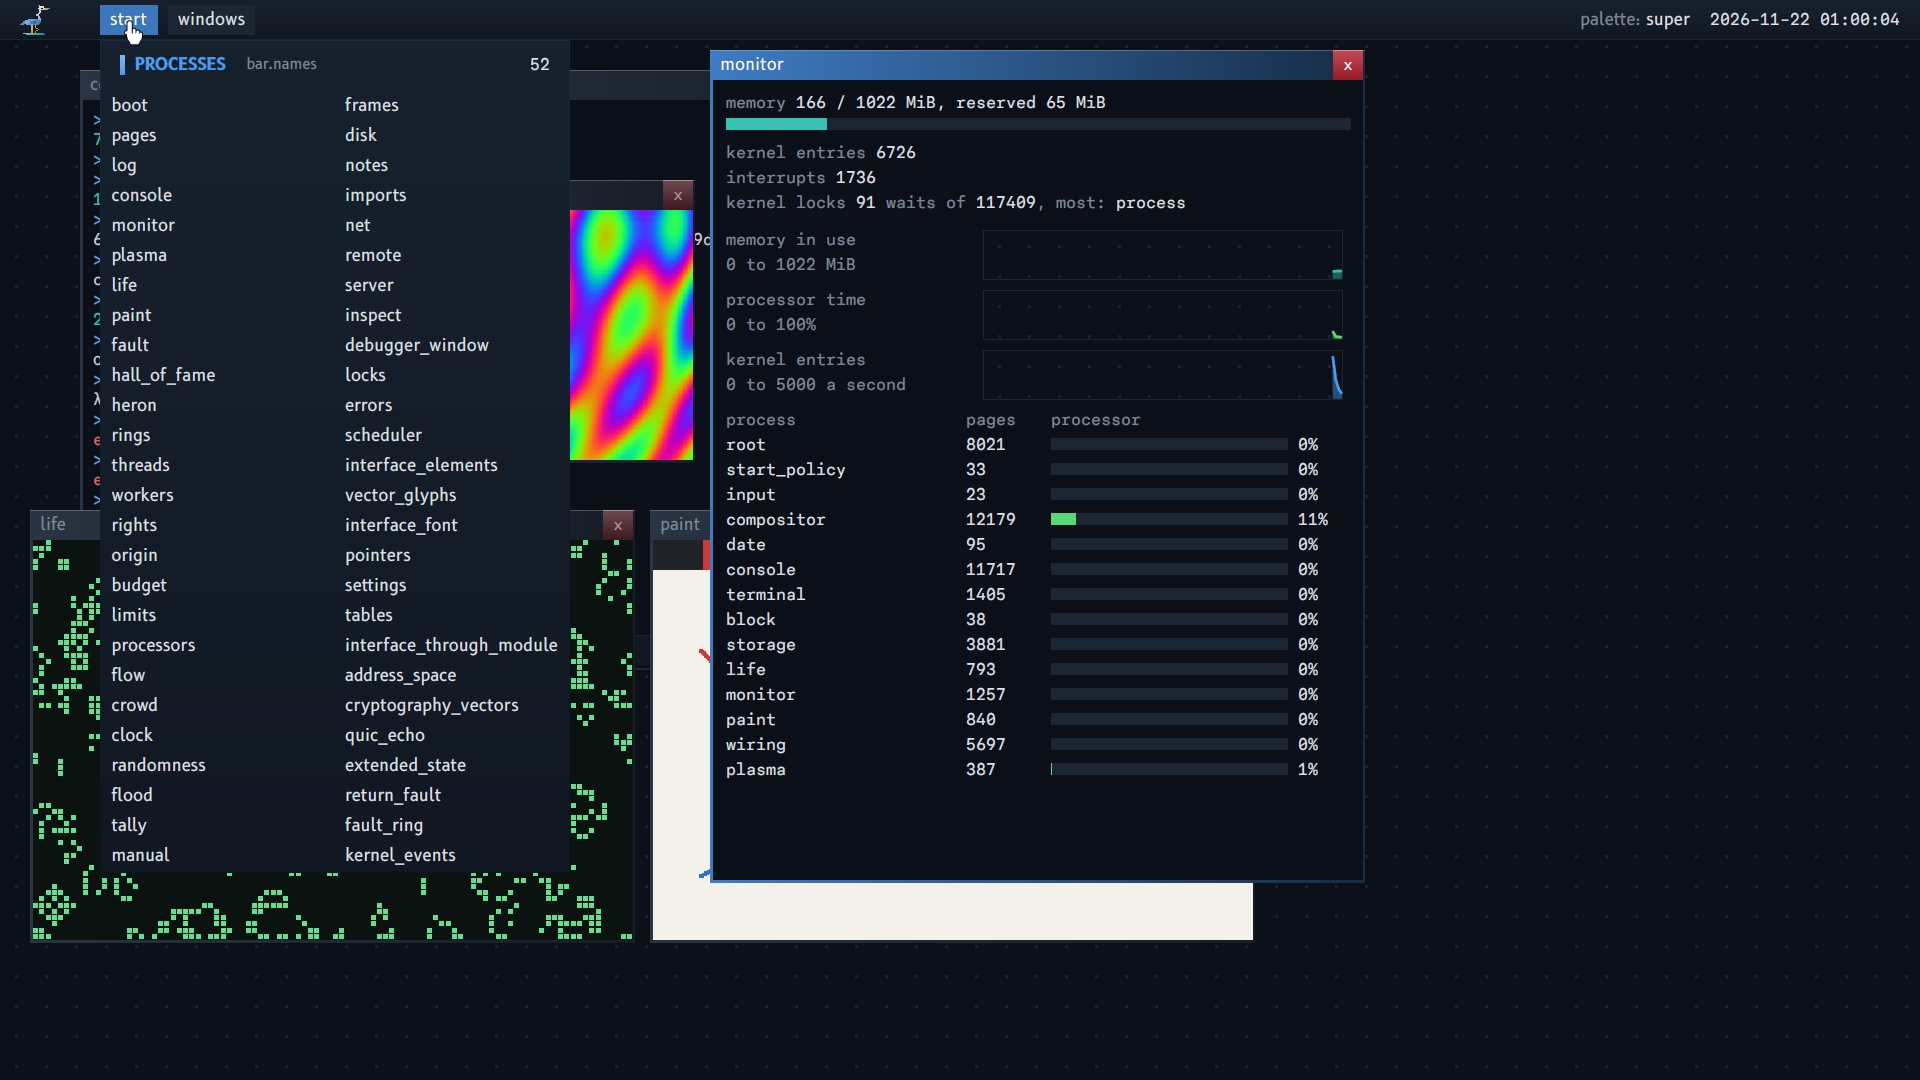 start windows palette: super 2026-11-22 01:00:04
PROCESSES bar.names 52
boot frames
pages disk
log notes
console imports
monitor net
plasma remote
life server
paint inspect
fault debugger_window
hall_of_fame locks
heron errors
rings scheduler
threads interface_elements
workers vector_glyphs
rights interface_font
origin pointers
budget settings
limits tables
processors interface_through_module
flow address_space
crowd cryptography_vectors
clock quic_echo
randomness extended_state
flood return_fault
tally fault_ring
manual kernel_events
x
life x
paint
monitor x
memory 166 / 1022 MiB, reserved 65 MiB
kernel entries 6726
interrupts 1736
kernel locks 91 waits of 117409, most: process
memory in use
0 to 1022 MiB
processor time
0 to 100%
kernel entries
0 to 5000 a second
process pages processor
root 8021 0%
start_policy 33 0%
input 23 0%
compositor 12179 11%
date 95 0%
console 11717 0%
terminal 1405 0%
block 38 0%
storage 3881 0%
life 793 0%
monitor 1257 0%
paint 840 0%
wiring 5697 0%
plasma 387 1%